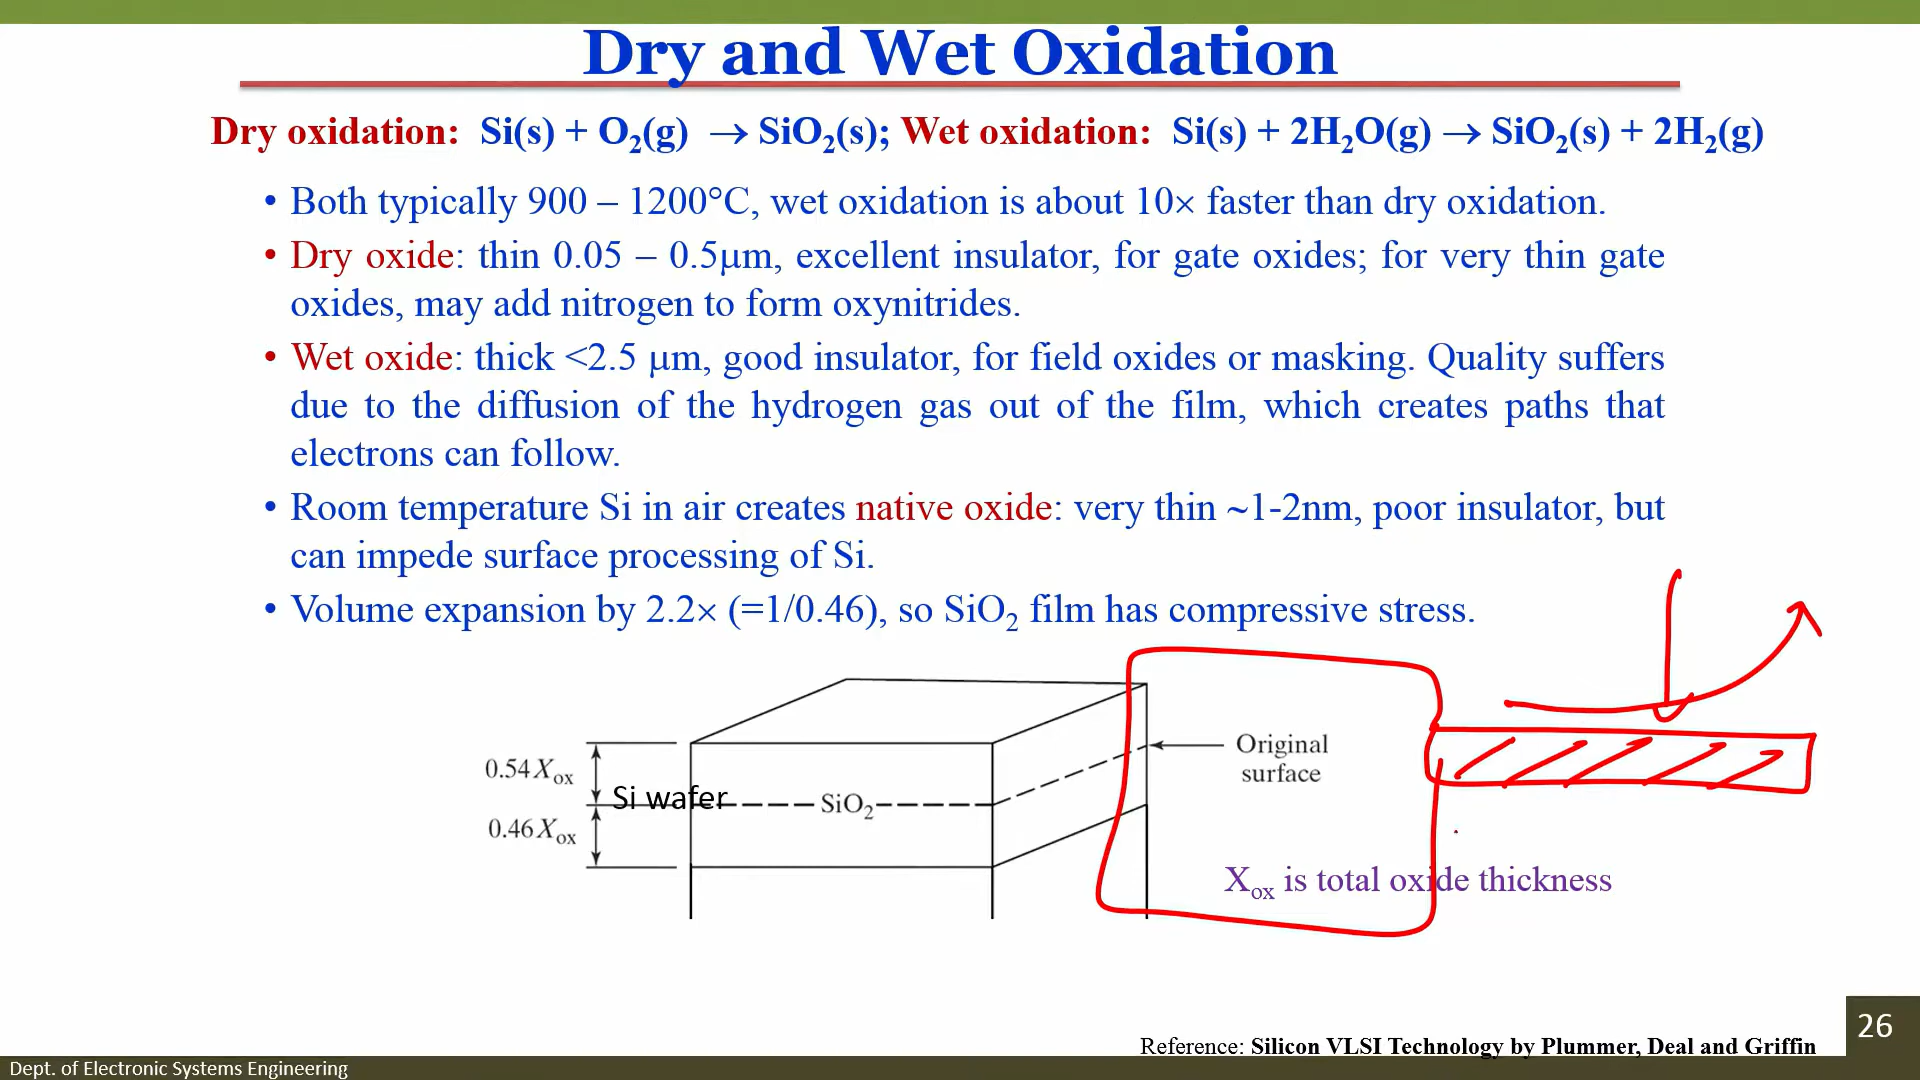 Dry and Wet Oxidation
Dry oxidation: Si(s) + O₂(g) → SiO₂(s); Wet oxidation: Si(s) + 2H₂O(g) → SiO₂(s) + 2H₂(g)
• Both typically 900 – 1200°C, wet oxidation is about 10× faster than dry oxidation.
• Dry oxide: thin 0.05 – 0.5μm, excellent insulator, for gate oxides; for very thin gate
oxides, may add nitrogen to form oxynitrides.
• Wet oxide: thick <2.5 μm, good insulator, for field oxides or masking. Quality suffers
due to the diffusion of the hydrogen gas out of the film, which creates paths that
electrons can follow.
• Room temperature Si in air creates native oxide: very thin ~1-2nm, poor insulator, but
can impede surface processing of Si.
• Volume expansion by 2.2× (=1/0.46), so SiO₂ film has compressive stress.
Original
surface
0.54Xox
Si wafer
SiO₂
0.46Xox
Xox is total oxide thickness
26
Reference: Silicon VLSI Technology by Plummer, Deal and Griffin
Dept. of Electronic Systems Engineering